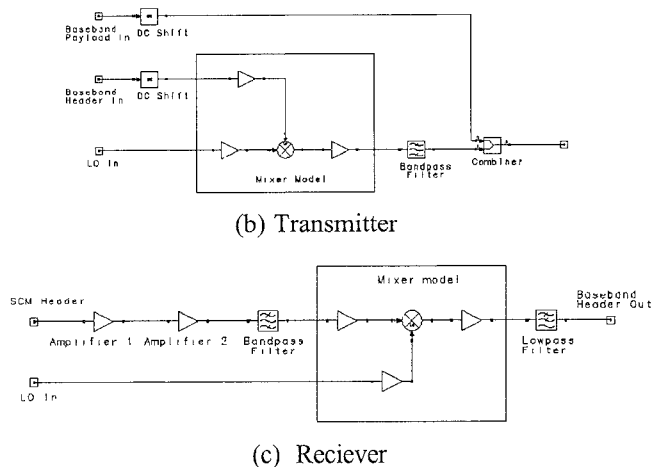 Baseband
Payload In
DC Shift
Baseband
Header In
DC Shift
LO In
Mixer Model
Bandpass
Filter
Combiner
(b) Transmitter
Mixer model
SCM Header
Baseband
Header Out
Amplifier 1 Amplifier 2 Bandpass
Filter
Lowpass
Filter
LO In
(c) Reciever